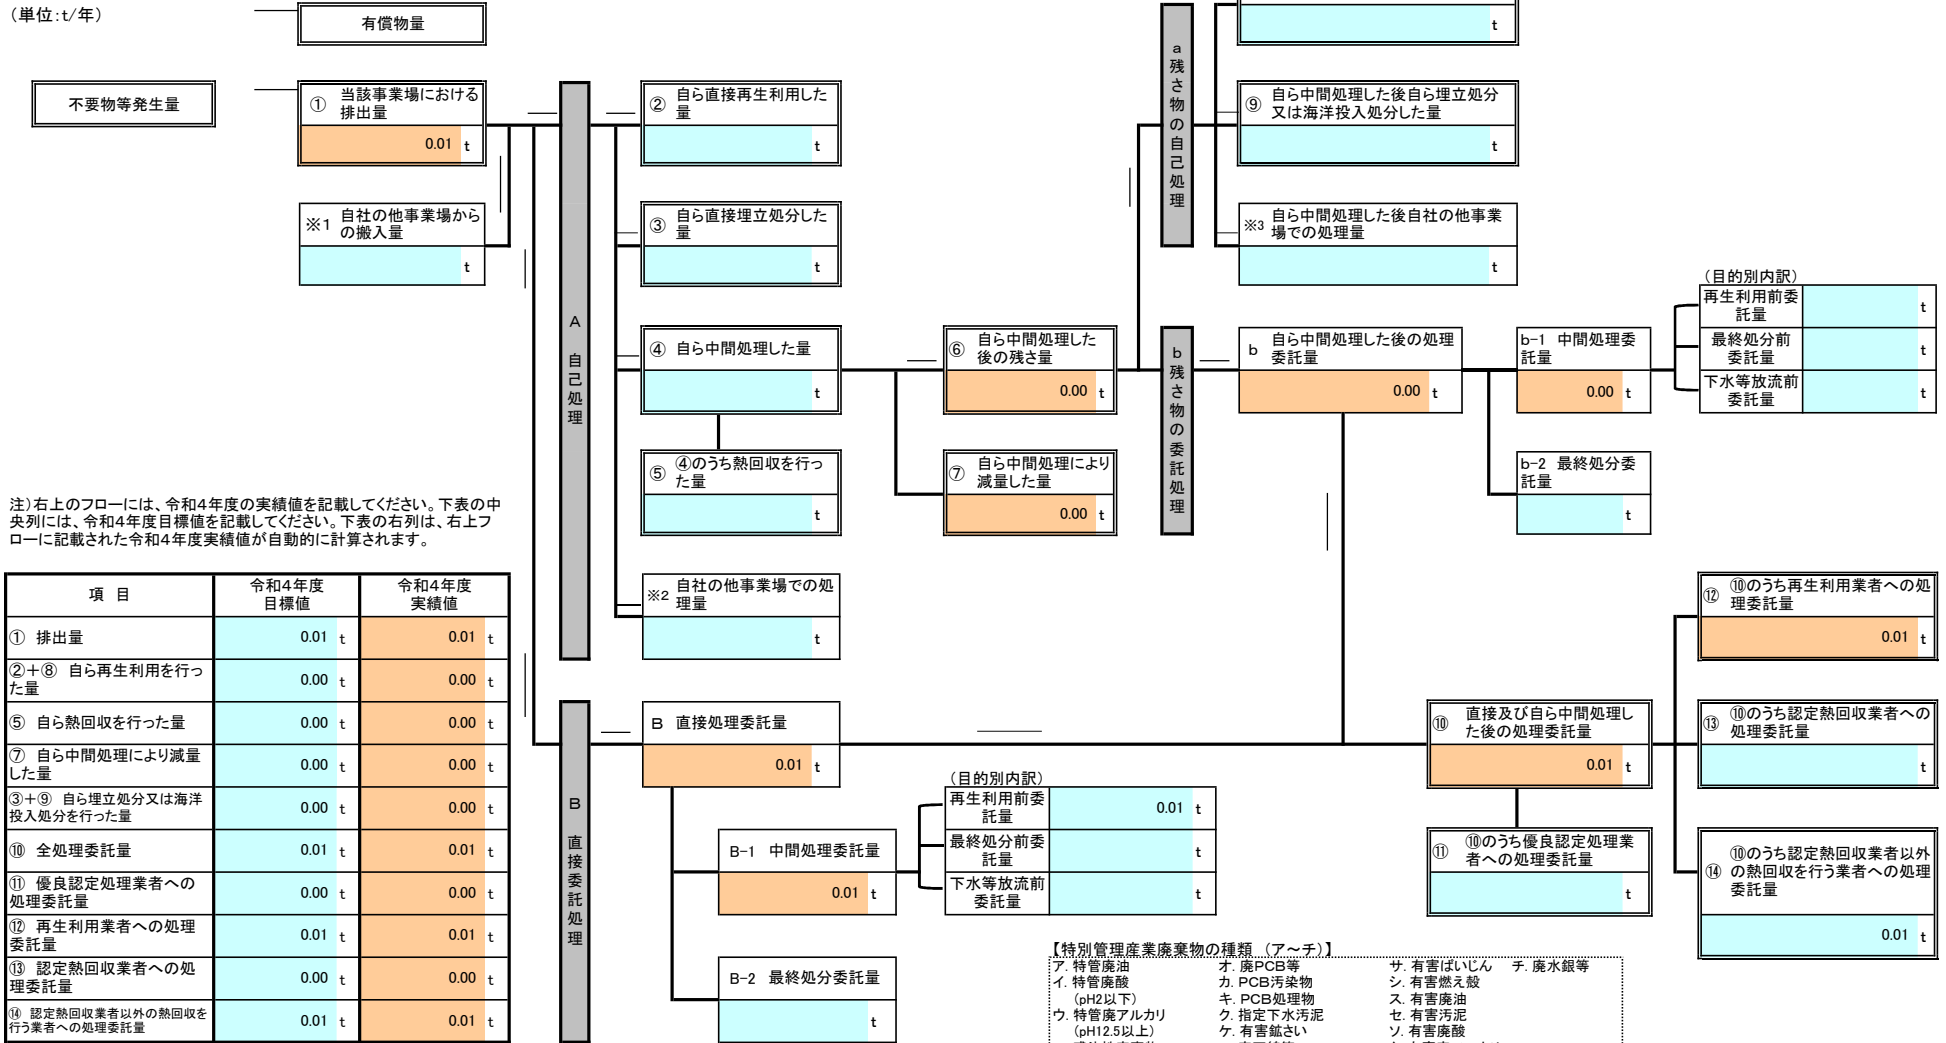 (単位:t/年)
有償物量
不要物等発生量
① 当該事業場における
排出量
0.01 t
※1 自社の他事業場から
の搬入量
t
A 自己処理
② 自ら直接再生利用した
量
t
③ 自ら直接埋立処分した
量
t
④ 自ら中間処理した量
t
⑤ ④のうち熱回収を行っ
た量
t
※2 自社の他事業場での処
理量
t
⑥ 自ら中間処理した
後の残さ量
0.00 t
⑦ 自ら中間処理により
減量した量
0.00 t
a 残さ物の自己処理
t
⑨ 自ら中間処理した後自ら埋立処分
又は海洋投入処分した量
t
※3 自ら中間処理した後自社の他事業
場での処理量
t
b 残さ物の委託処理
b 自ら中間処理した後の処理
委託量
0.00 t
b-1 中間処理委
託量
0.00 t
b-2 最終処分委
託量
t
(目的別内訳)
再生利用前委
託量
t
最終処分前
委託量
t
下水等放流前
委託量
t
注)右上のフローには、令和4年度の実績値を記載してください。下表の中
央列には、令和4年度目標値を記載してください。下表の右列は、右上フ
ローに記載された令和4年度実績値が自動的に計算されます。
項 目 令和4年度
目標値 令和4年度
実績値
① 排出量 0.01 t 0.01 t
②+⑧ 自ら再生利用を行っ
た量 0.00 t 0.00 t
⑤ 自ら熱回収を行った量 0.00 t 0.00 t
⑦ 自ら中間処理により減量
した量 0.00 t 0.00 t
③+⑨ 自ら埋立処分又は海洋
投入処分を行った量 0.00 t 0.00 t
⑩ 全処理委託量 0.01 t 0.01 t
⑪ 優良認定処理業者への
処理委託量 0.00 t 0.00 t
⑫ 再生利用業者への処理
委託量 0.01 t 0.01 t
⑬ 認定熱回収業者への処
理委託量 0.00 t 0.00 t
⑭ 認定熱回収業者以外の熱回収を
行う業者への処理委託量 0.01 t 0.01 t
B 直接委託処理
B 直接処理委託量
0.01 t
B-1 中間処理委託量
0.01 t
B-2 最終処分委託量
t
(目的別内訳)
再生利用前委
託量
0.01 t
最終処分前委
託量
t
下水等放流前
委託量
t
⑩ 直接及び自ら中間処理し
た後の処理委託量
0.01 t
⑪ ⑩のうち優良認定処理業
者への処理委託量
t
⑫ ⑩のうち再生利用業者への処
理委託量
0.01 t
⑬ ⑩のうち認定熱回収業者への
処理委託量
t
⑭ ⑩のうち認定熱回収業者以外
の熱回収を行う業者への処理
委託量
0.01 t
【特別管理産業廃棄物の種類 (ア~チ)】
ア. 特管廃油 オ. 廃PCB等 サ. 有害ばいじん チ. 廃水銀等
イ. 特管廃酸 カ. PCB汚染物 シ. 有害燃え殻
(pH2以下) キ. PCB処理物 ス. 有害廃油
ウ. 特管廃アルカリ ク. 指定下水汚泥 セ. 有害汚泥
(pH12.5以上) ケ. 有害鉱さい ソ. 有害廃酸